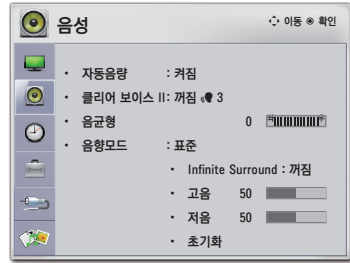 음성 이동 ◉ 확인
• 자동음량 : 켜짐
• 클리어 보이스 II : 꺼짐 3
• 음균형 0
• 음향모드 : 표준
• Infinite Surround : 꺼짐
• 고음 50
• 저음 50
• 초기화